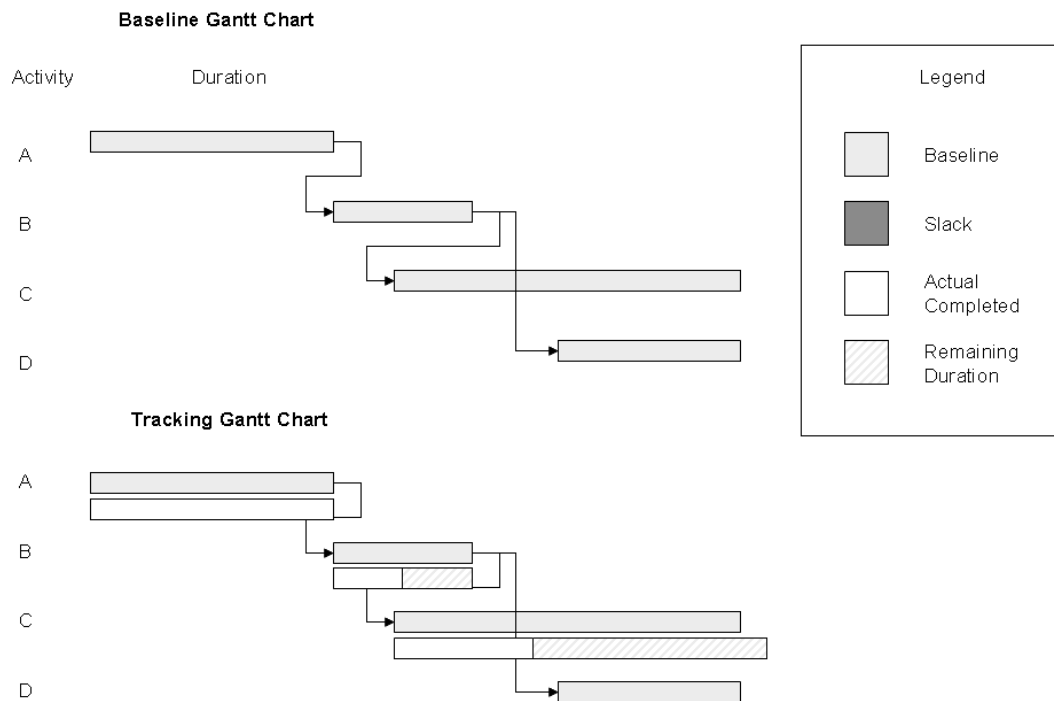 Baseline Gantt Chart
Activity
Duration
A
B
C
D
Legend
Baseline
Slack
Actual
Completed
Remaining
Duration
Tracking Gantt Chart
A
B
C
D